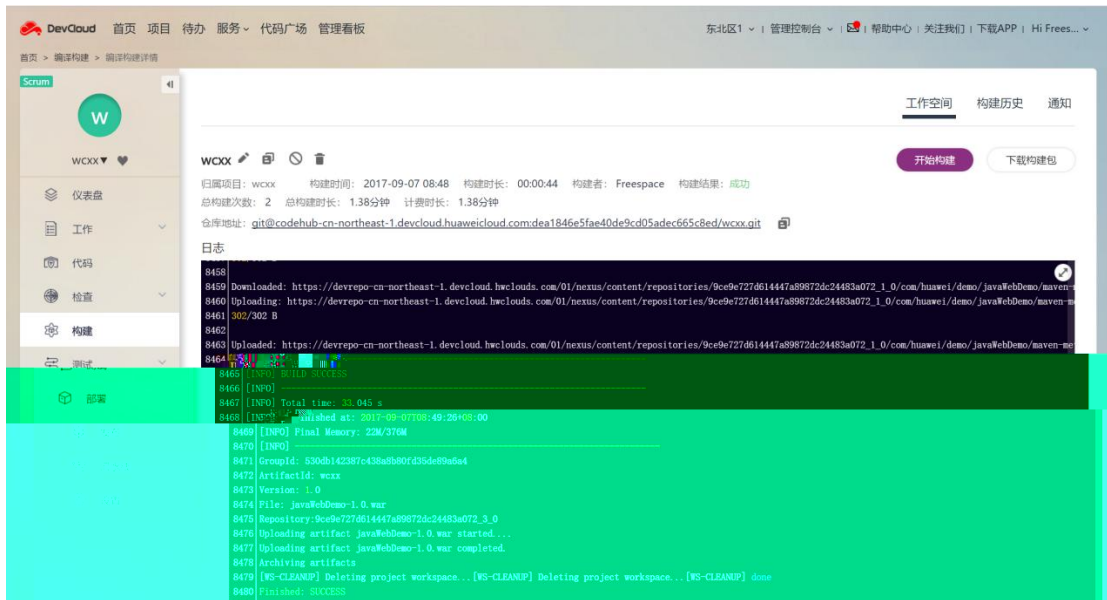 DevCloud 首页 项目 待办 服务 代码广场 管理看板 东北区1 | 管理控制台 | 帮助中心 | 关注我们 | 下载APP | Hi Frees...
首页 > 编译构建 > 编译构建详情
Scrum
W
wcxx
仪表盘
工作
代码
检查
构建
测试
部署
工作空间 构建历史 通知
wcxx 开始构建 下载构建包
归属项目: wcxx 构建时间: 2017-09-07 08:48 构建时长: 00:00:44 构建者: Freespace 构建结果: 成功
总构建次数: 2 总构建时长: 1.38分钟 计费时长: 1.38分钟
仓库地址: git@codehub-cn-northeast-1.devcloud.huaweicloud.com:dea1846e5fae40de9cd05adec665c8ed/wcxx.git
日志
8458
8459 Downloaded: https://devrepo-cn-northeast-1.devcloud.hwclouds.com/01/nexus/content/repositories/9ce9e727d614447a89872dc24483a072_1_0/com/huawei/demo/javaWebDemo/maven-m
8460 Uploading: https://devrepo-cn-northeast-1.devcloud.hwclouds.com/01/nexus/content/repositories/9ce9e727d614447a89872dc24483a072_1_0/com/huawei/demo/javaWebDemo/maven-m
8461 302/302 B
8462
8463 Uploaded: https://devrepo-cn-northeast-1.devcloud.hwclouds.com/01/nexus/content/repositories/9ce9e727d614447a89872dc24483a072_1_0/com/huawei/demo/javaWebDemo/maven-me
8464
8465 [INFO] BUILD SUCCESS
8466 [INFO] ------------------------------------------------------------------------
8467 [INFO] Total time: 33.045 s
8468 [INFO] Finished at: 2017-09-07T08:49:26+08:00
8469 [INFO] Final Memory: 22M/376M
8470 [INFO] ------------------------------------------------------------------------
8471 GroupId: 530db142387c438a8b80fd35de89a6a4
8472 ArtifactId: wcxx
8473 Version: 1.0
8474 File: javaWebDemo-1.0.war
8475 Repository:9ce9e727d614447a89872dc24483a072_3_0
8476 Uploading artifact javaWebDemo-1.0.war started....
8477 Uploading artifact javaWebDemo-1.0.war completed.
8478 Archiving artifacts
8479 [WS-CLEANUP] Deleting project workspace...[WS-CLEANUP] Deleting project workspace...[WS-CLEANUP] done
8480 Finished: SUCCESS